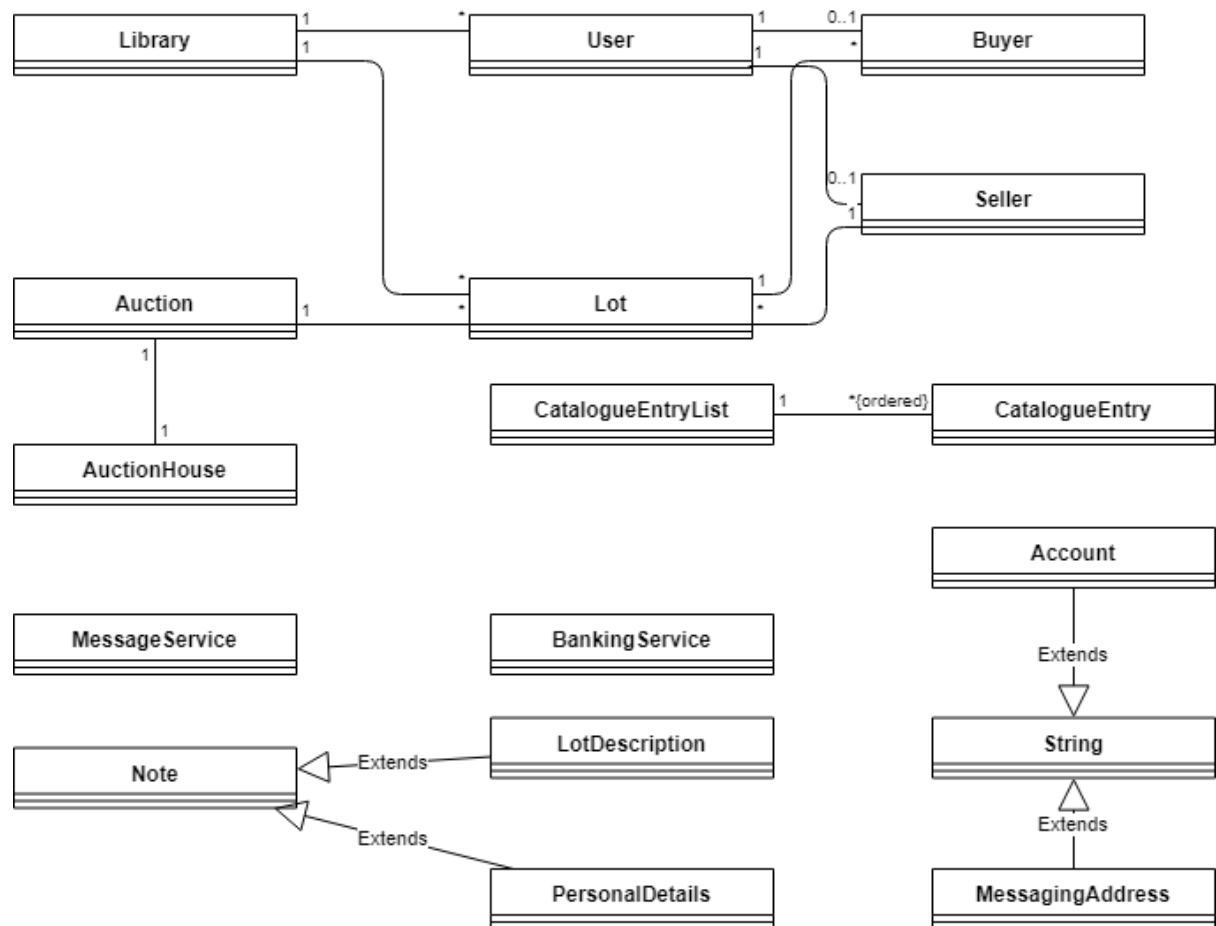 Library
1
*
User
1
0..1
Buyer
1
1
*
0..1
Seller
1
Auction
1
*
*
Lot
1
*
1
1
AuctionHouse
CatalogueEntryList
1
*{ordered}
CatalogueEntry
Account
MessageService
BankingService
Extends
Note
Extends
LotDescription
String
Extends
Extends
PersonalDetails
MessagingAddress